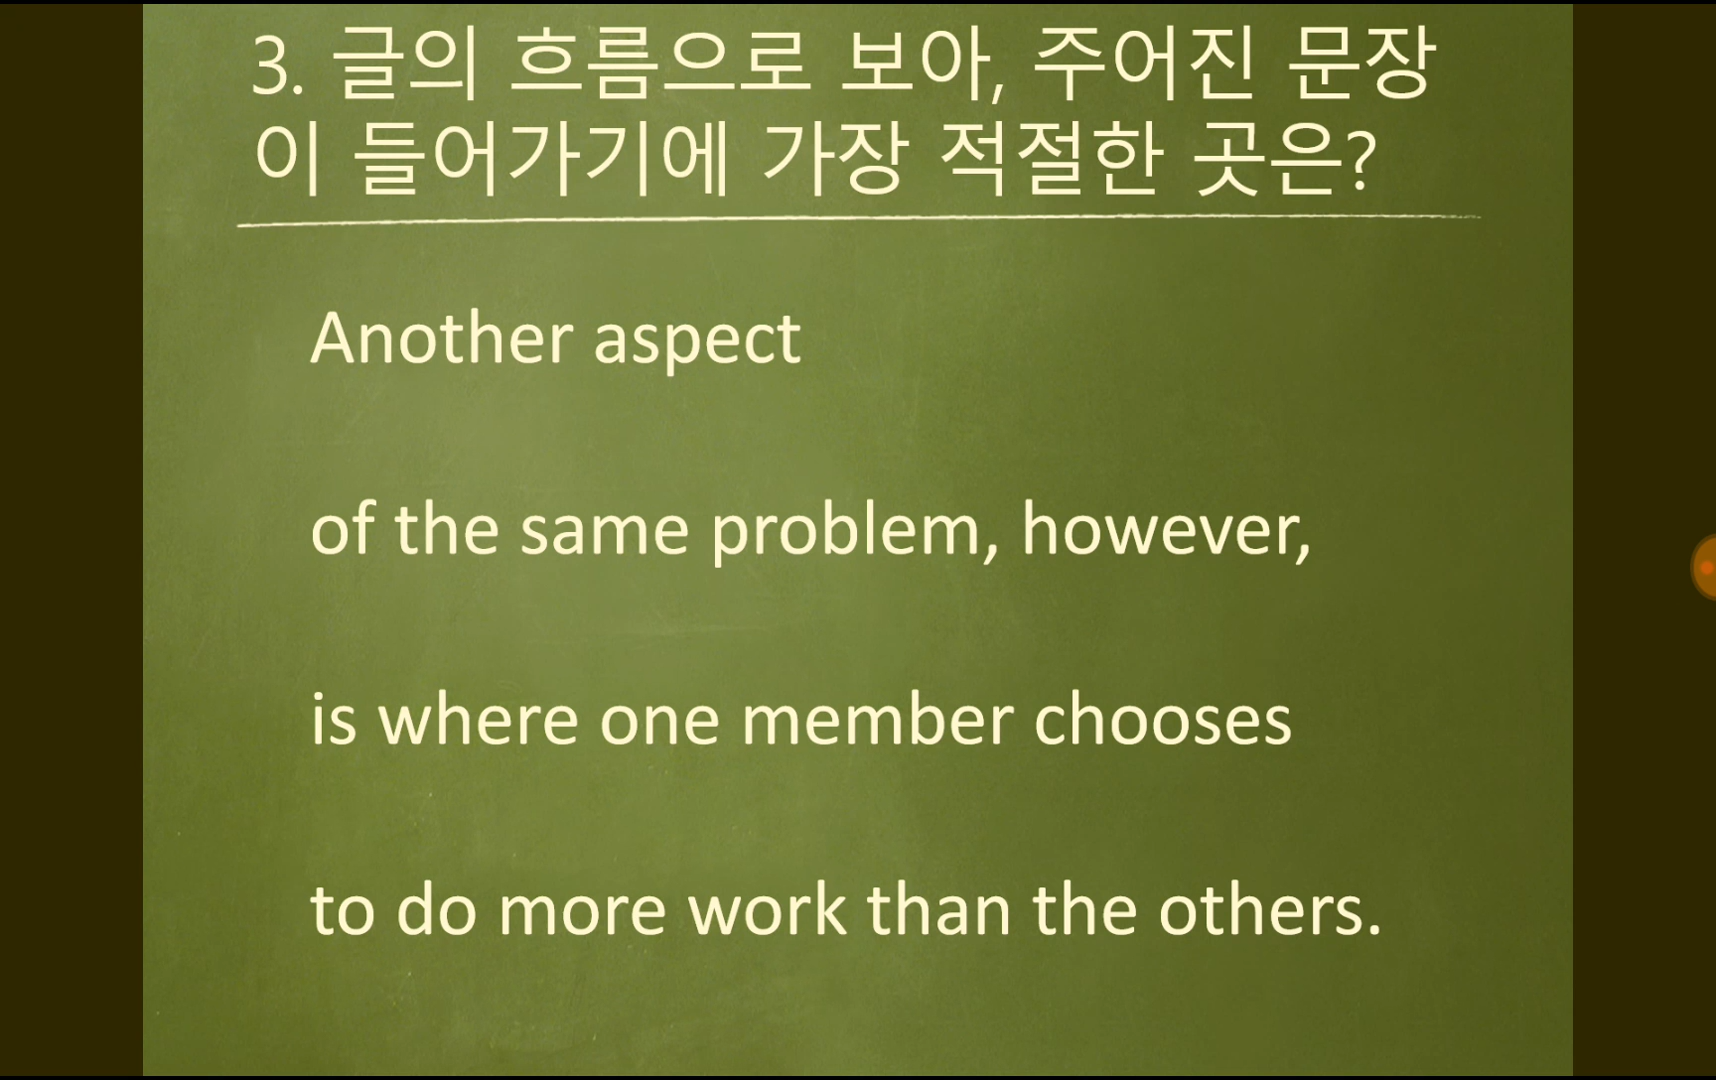 3. 글의 흐름으로 보아, 주어진 문장
이 들어가기에 가장 적절한 곳은?
Another aspect
of the same problem, however,
is where one member chooses
to do more work than the others.